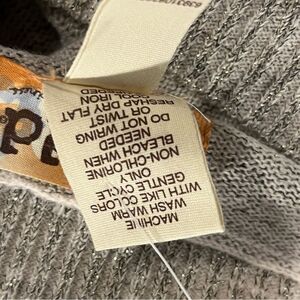 MACHINE
WASH WARM
WITH LIKE COLORS
GENTLE CYCLE
ONLY
NON-CHLORINE
BLEACH WHEN
NEEDED
DO NOT WRING
OR TWIST
RESHAP DRY FLAT
COOL IRON